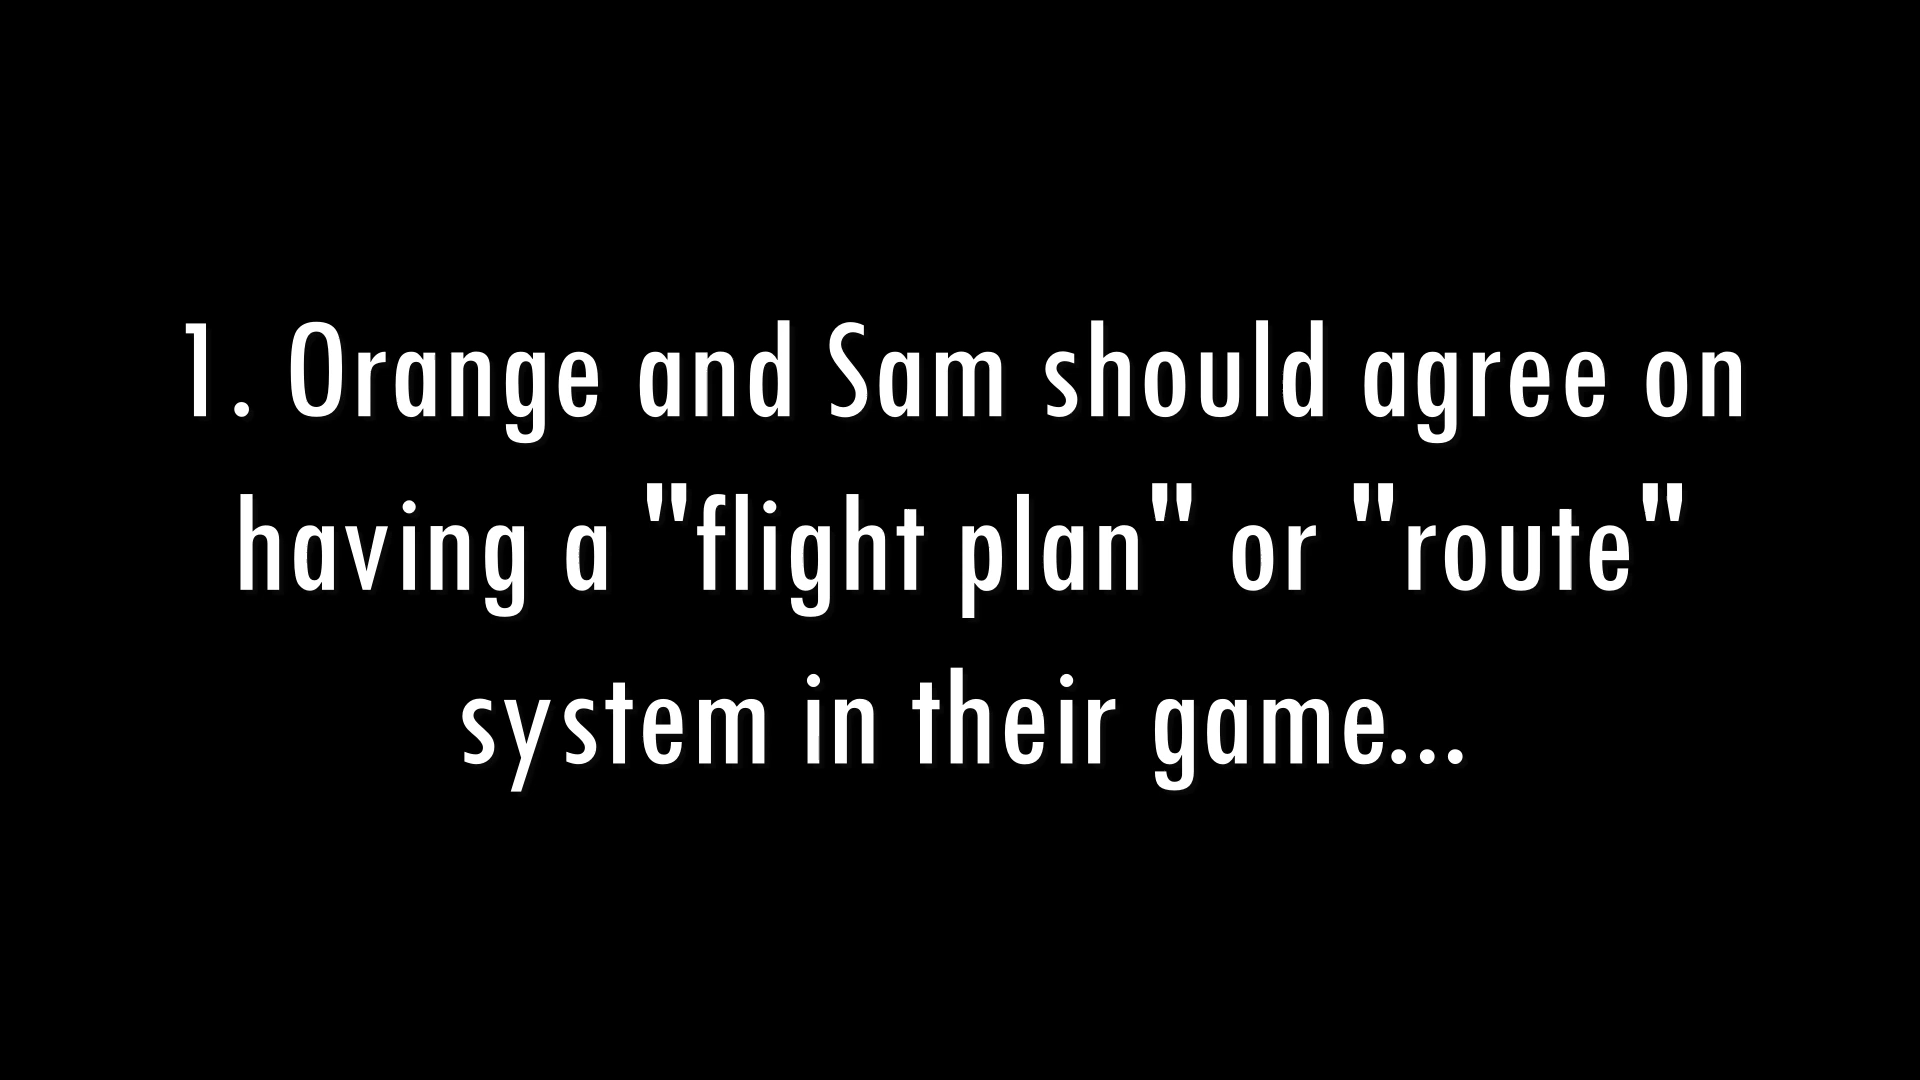 1. Orange and Sam should agree on
having a "flight plan" or "route"
system in their game...